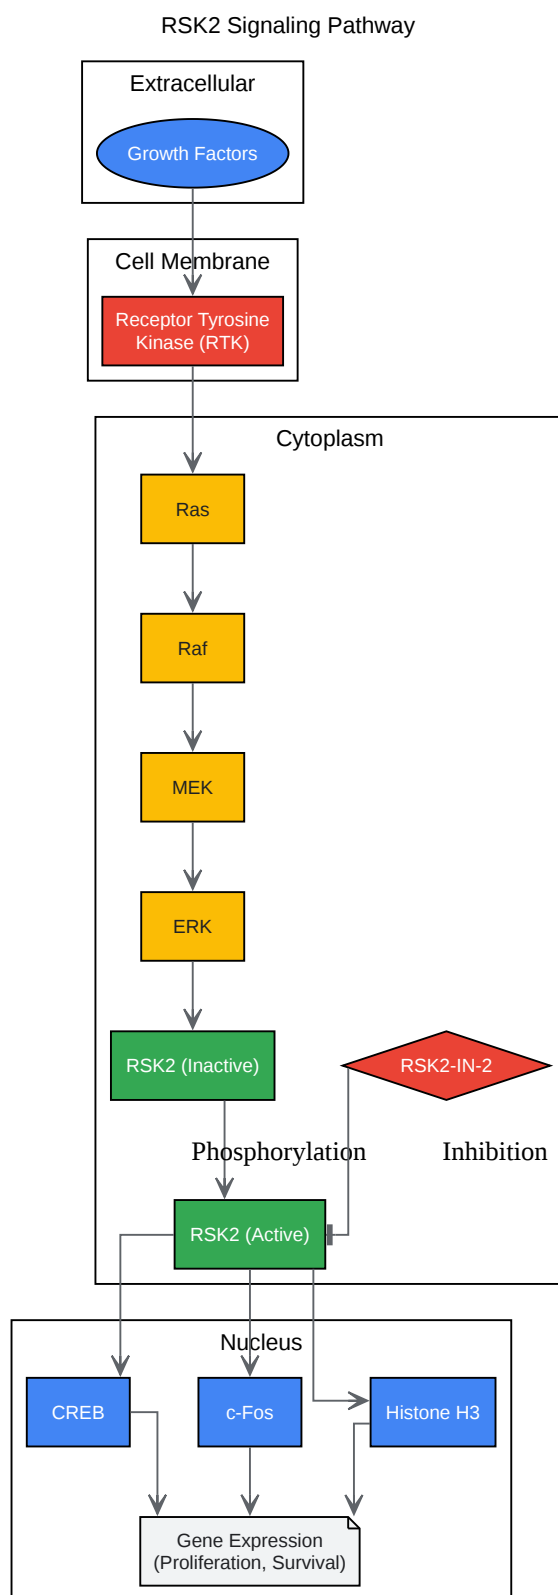 RSK2 Signaling Pathway
Extracellular
Growth Factors
Cell Membrane
Receptor Tyrosine
Kinase (RTK)
Cytoplasm
Ras
Raf
MEK
ERK
RSK2 (Inactive)
RSK2-IN-2
Phosphorylation
Inhibition
RSK2 (Active)
Nucleus
CREB
c-Fos
Histone H3
Gene Expression
(Proliferation, Survival)